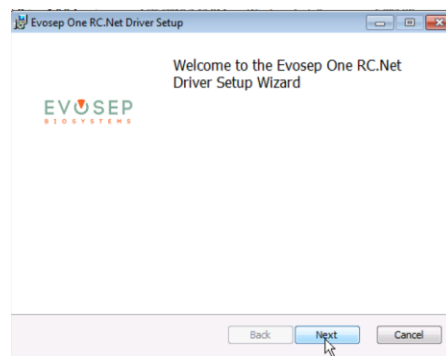 Evosep One RC.Net Driver Setup
Welcome to the Evosep One RC.Net
Driver Setup Wizard
EVOSEP
BIOSYSTEMS
Back
Next
Cancel